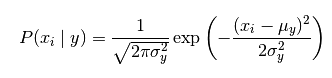 P(x_i | y) = \frac{1}{\sqrt{2\pi\sigma_y^2}} \exp\left(-\frac{(x_i - \mu_y)^2}{2\sigma_y^2}\right)